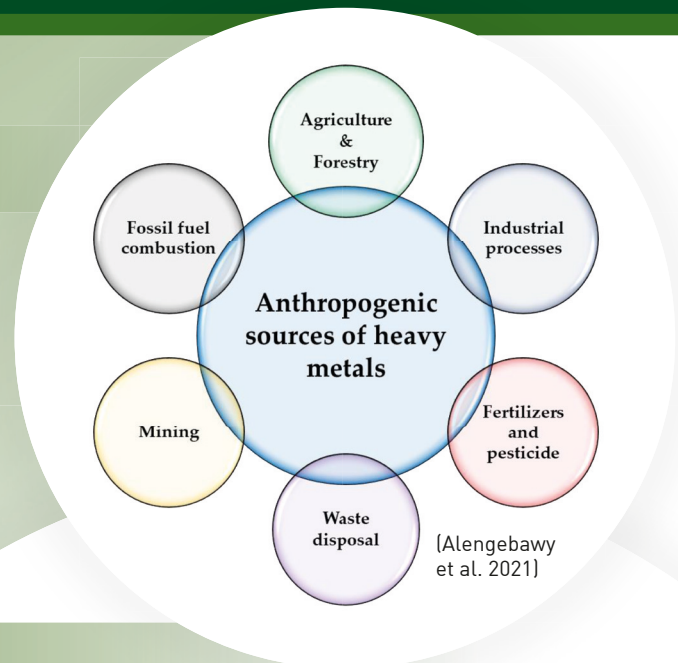 Agriculture
&
Forestry
Fossil fuel
combustion
Industrial
processes
Anthropogenic
sources of heavy
metals
Mining
Fertilizers
and
pesticide
Waste
disposal
(Alengebawy
et al. 2021)